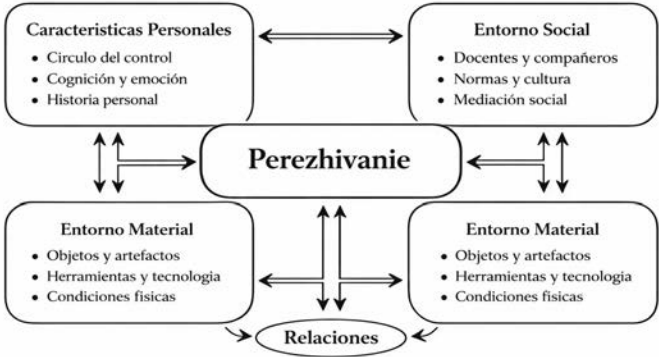 Caracteristicas Personales
Circulo del control
Cognición y emoción
Historia personal
Entorno Social
Docentes y compañeros
Normas y cultura
Mediación social
Perezhivanie
Entorno Material
Objetos y artefactos
Herramientas y tecnologia
Condiciones fisicas
Entorno Material
Objetos y artefactos
Herramientas y tecnologia
Condiciones fisicas
Relaciones